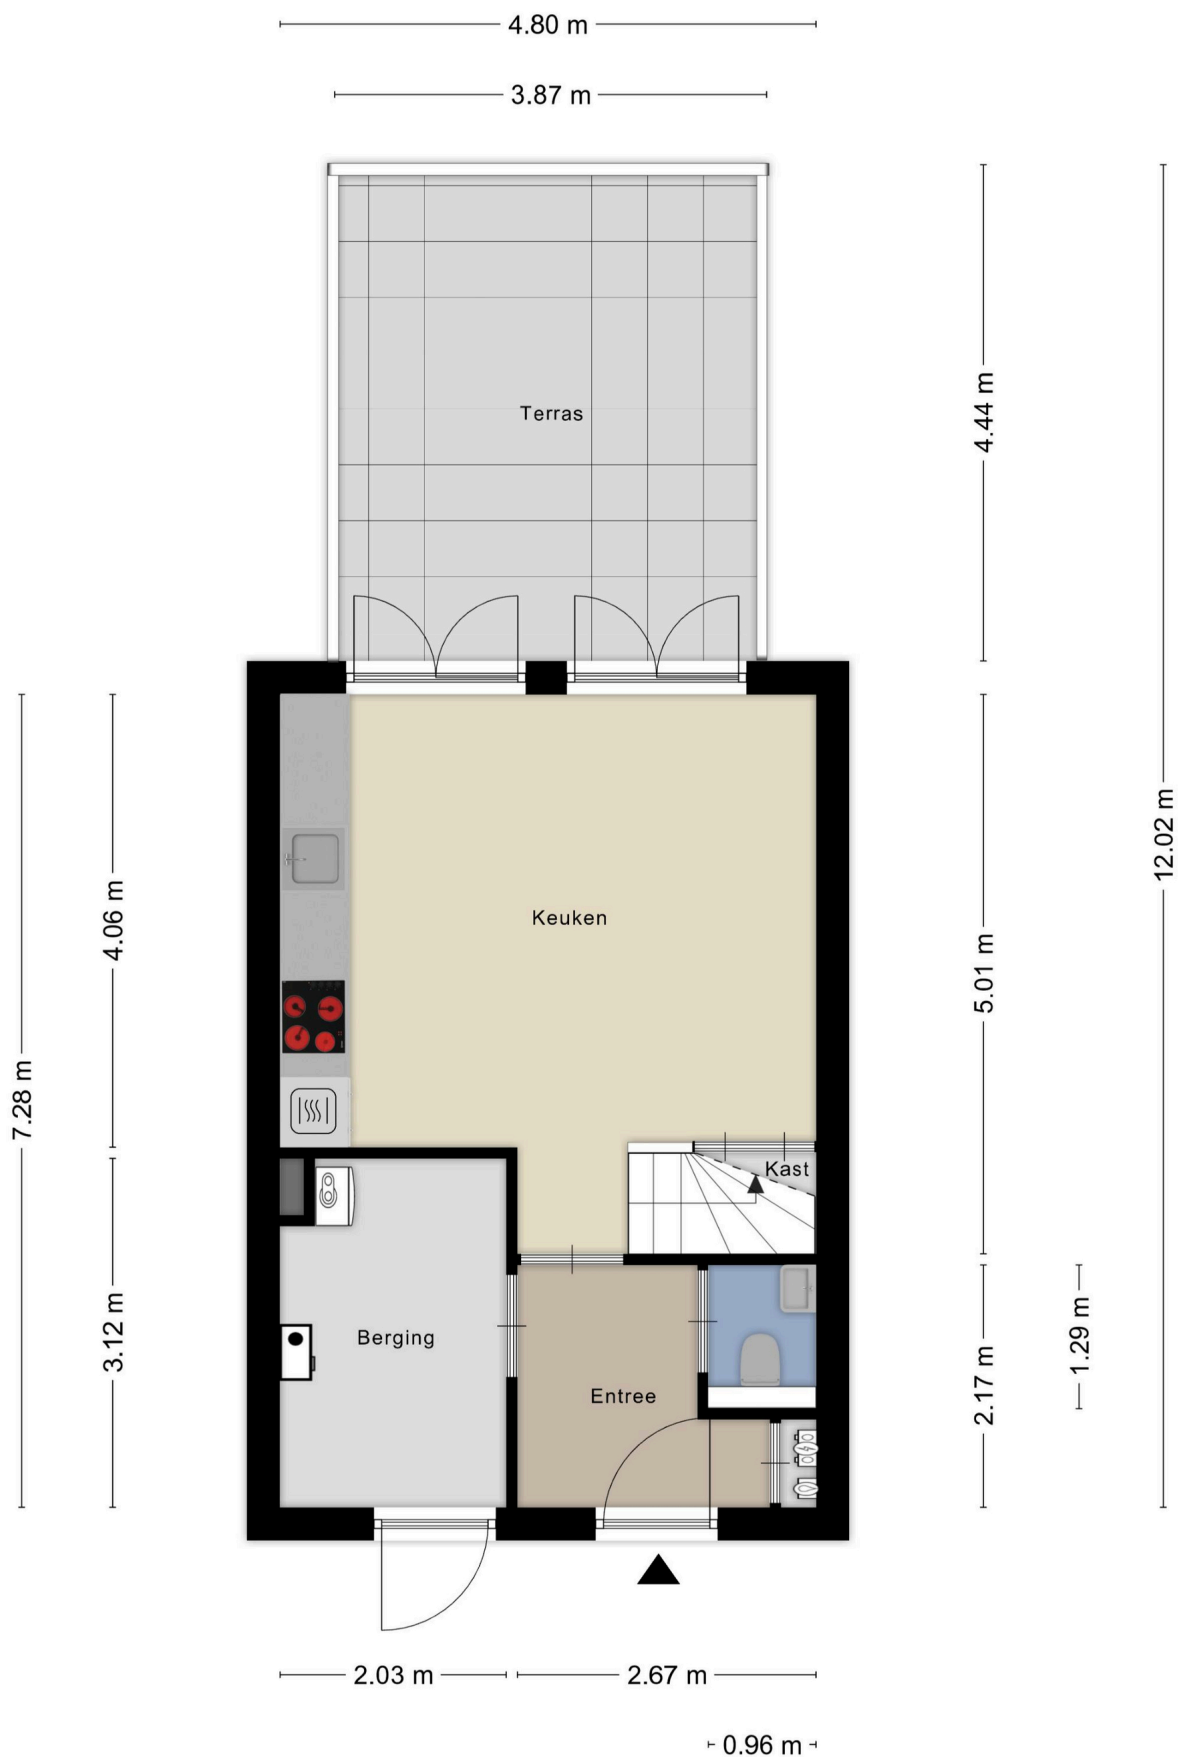 4.80 m
3.87 m
Terras
4.44 m
12.02 m
Keuken
4.06 m
5.01 m
7.28 m
Kast
Berging
3.12 m
Entree
1.29 m
2.17 m
2.03 m
2.67 m
0.96 m